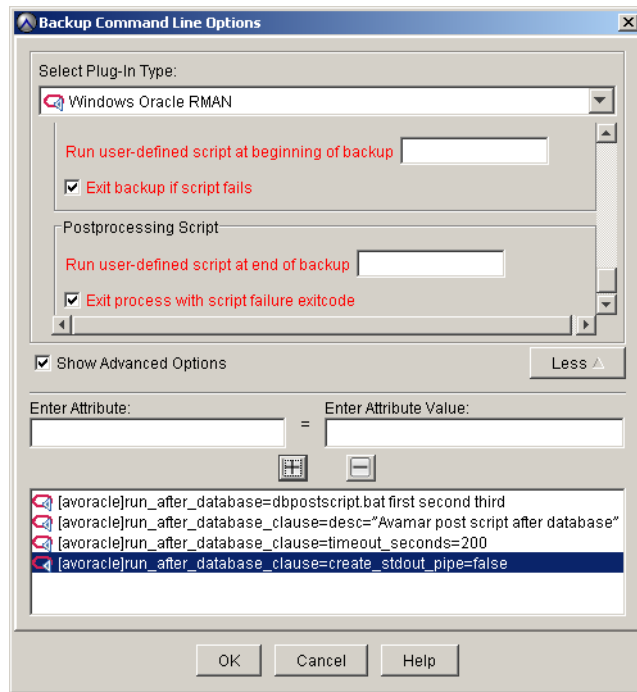 Backup Command Line Options
Select Plug-In Type:
Windows Oracle RMAN
Run user-defined script at beginning of backup
Exit backup if script fails
Postprocessing Script
Run user-defined script at end of backup
Exit process with script failure exitcode
Show Advanced Options
Less
Enter Attribute:
=
Enter Attribute Value:
[avoracle]run_after_database=dbpostscript.bat first second third
[avoracle]run_after_database_clause=desc=”Avamar post script after database”
[avoracle]run_after_database_clause=timeout_seconds=200
[avoracle]run_after_database_clause=create_stdout_pipe=false
OK Cancel Help